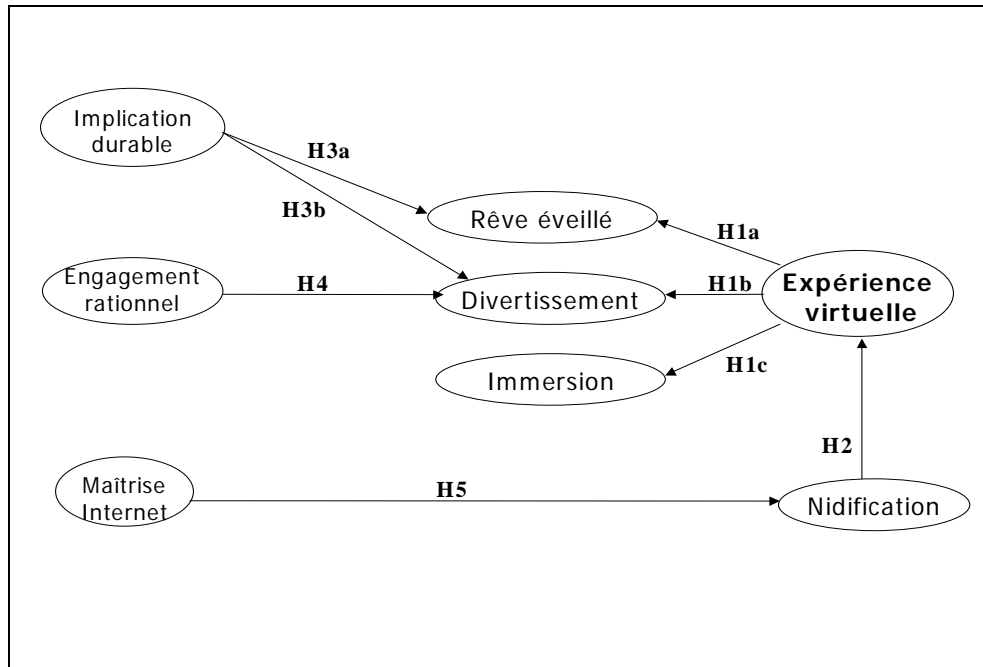 Implication
durable
H3a
H3b
Rêve éveillé
H1a
Engagement
rationnel
H4
Divertissement
H1b
Expérience
virtuelle
Immersion
H1c
H2
Maîtrise
Internet
H5
Nidification